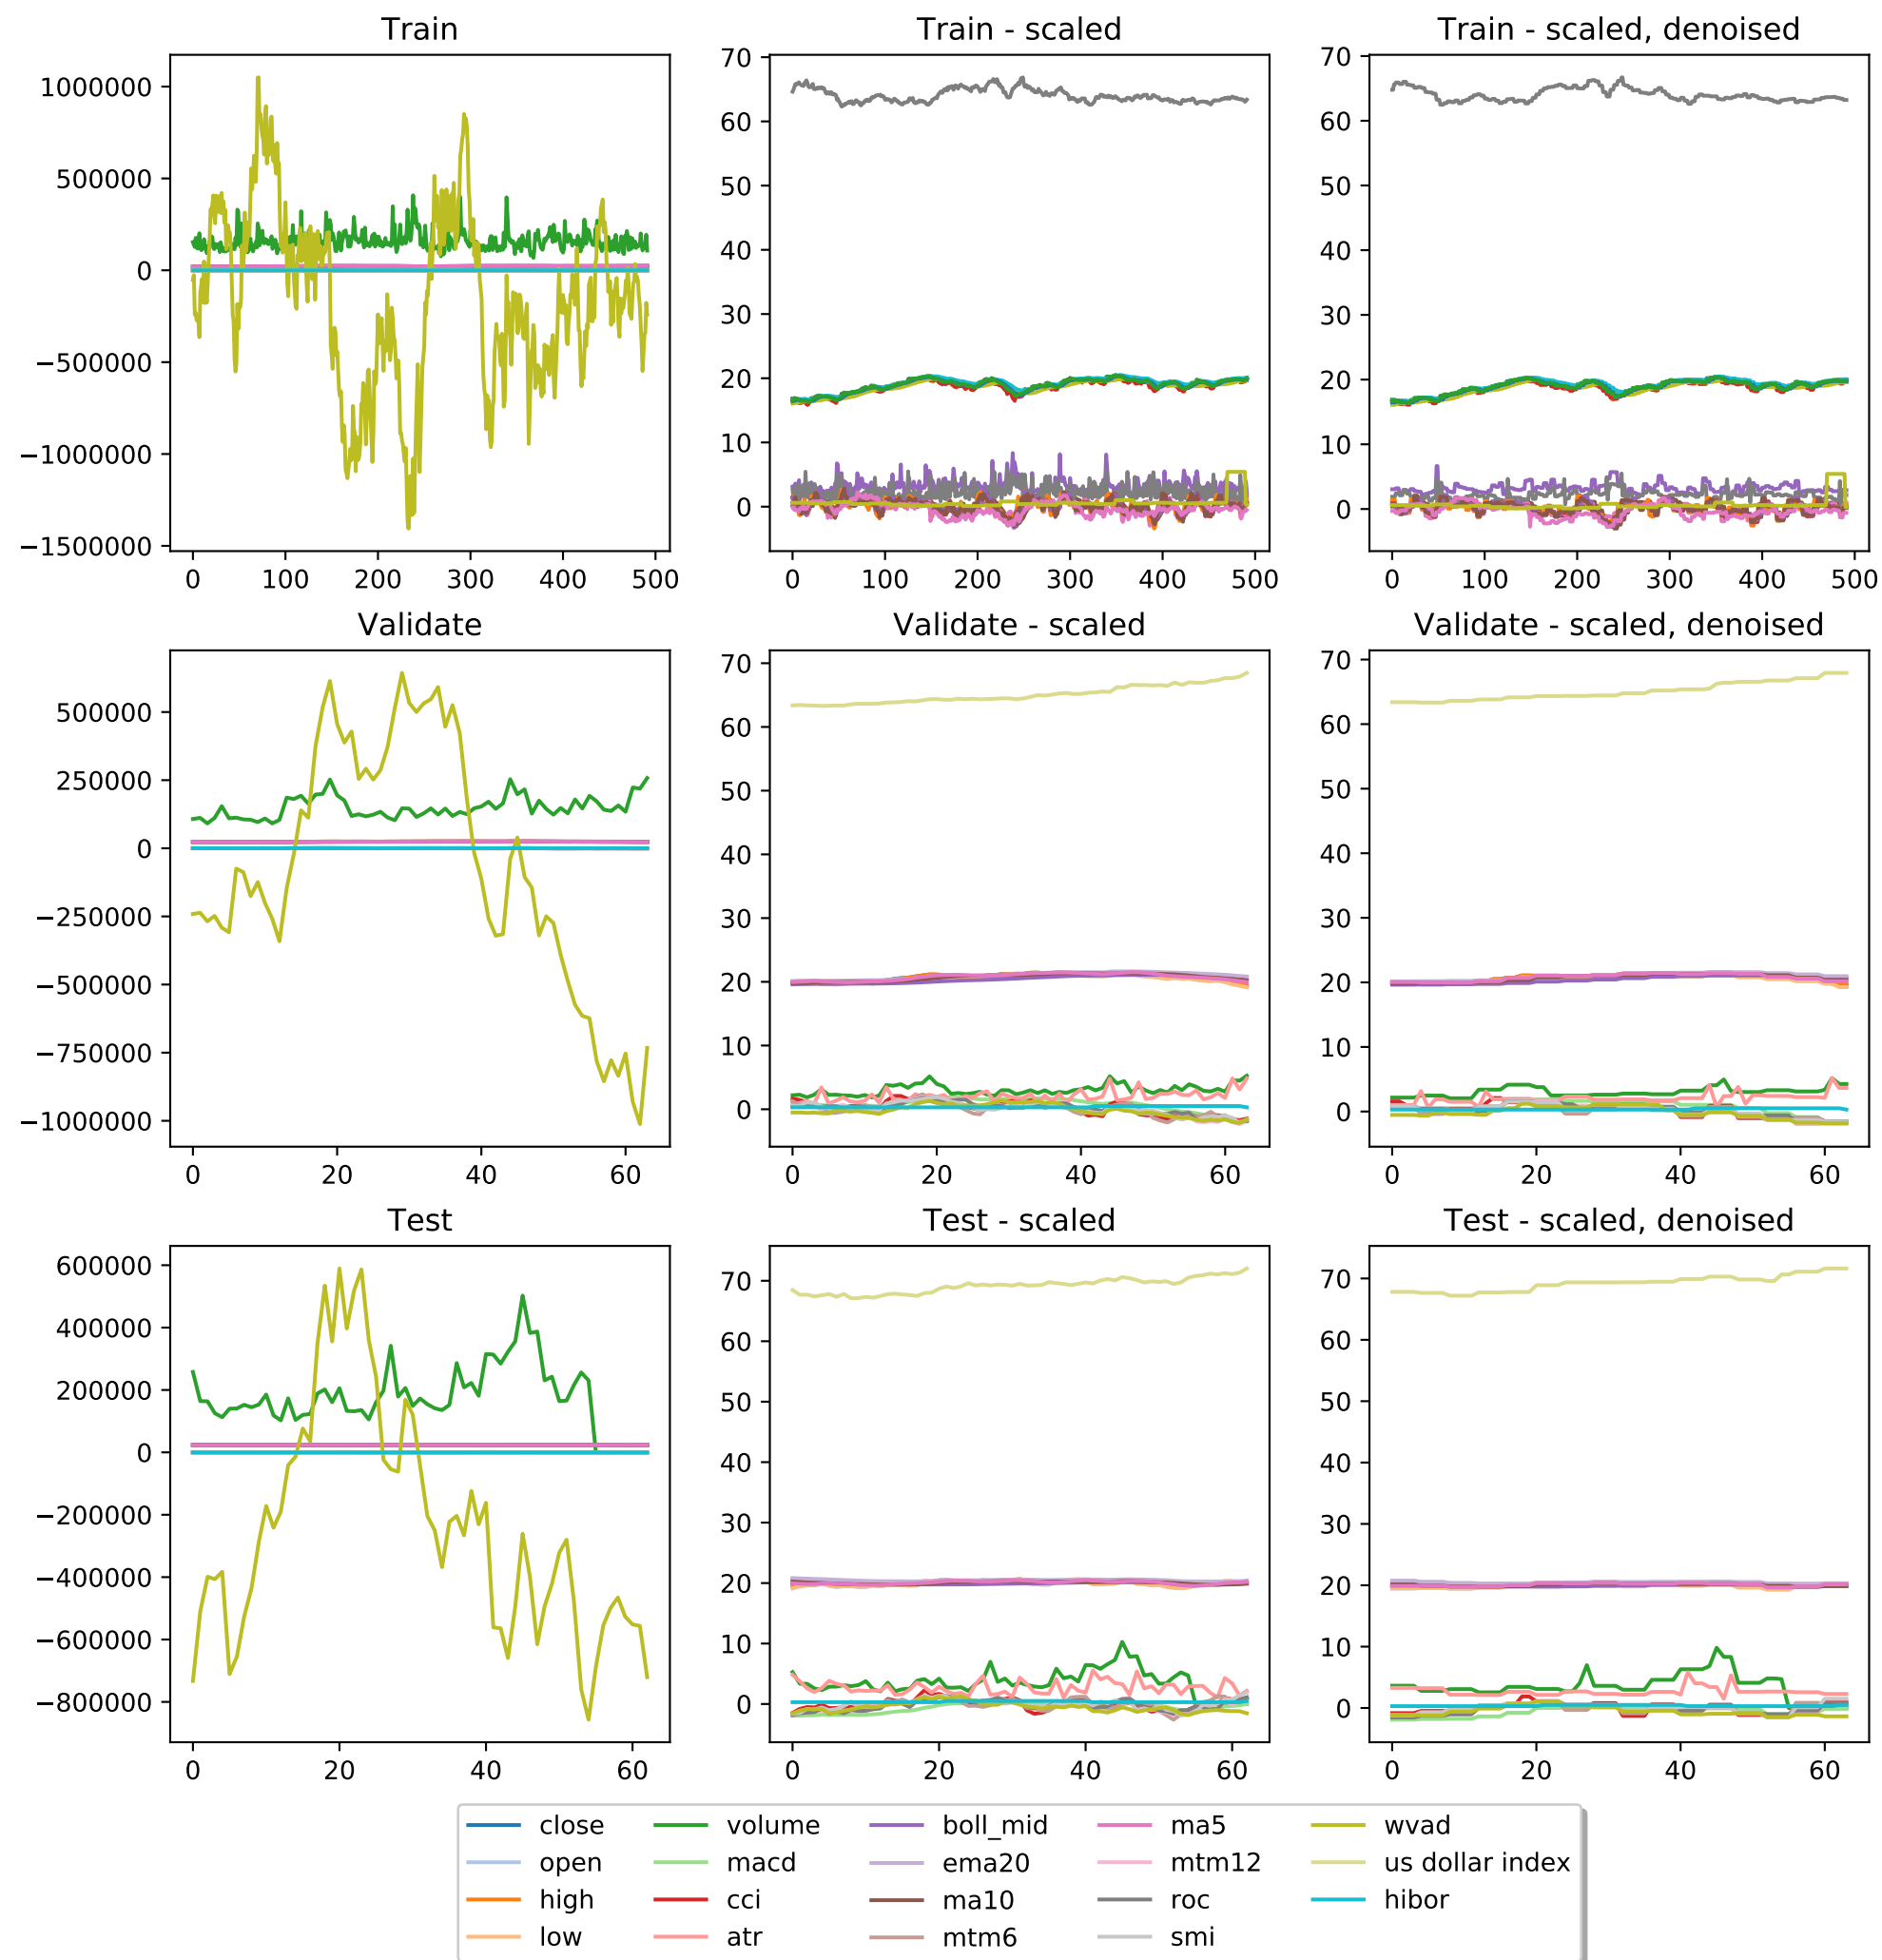 Train
Train - scaled
Train - scaled, denoised
1000000
500000
0
−500000
−1000000
−1500000
0 100 200 300 400 500
70
60
50
40
30
20
10
0
0 100 200 300 400 500
70
60
50
40
30
20
10
0
0 100 200 300 400 500
Validate
Validate - scaled
Validate - scaled, denoised
500000
250000
0
−250000
−500000
−750000
−1000000
0 20 40 60
70
60
50
40
30
20
10
0
0 20 40 60
70
60
50
40
30
20
10
0
0 20 40 60
Test
Test - scaled
Test - scaled, denoised
600000
400000
200000
0
−200000
−400000
−600000
−800000
0 20 40 60
70
60
50
40
30
20
10
0
0 20 40 60
70
60
50
40
30
20
10
0
0 20 40 60
close
open
high
low
volume
macd
cci
atr
boll_mid
ema20
ma10
mtm6
ma5
mtm12
roc
smi
wvad
us dollar index
hibor